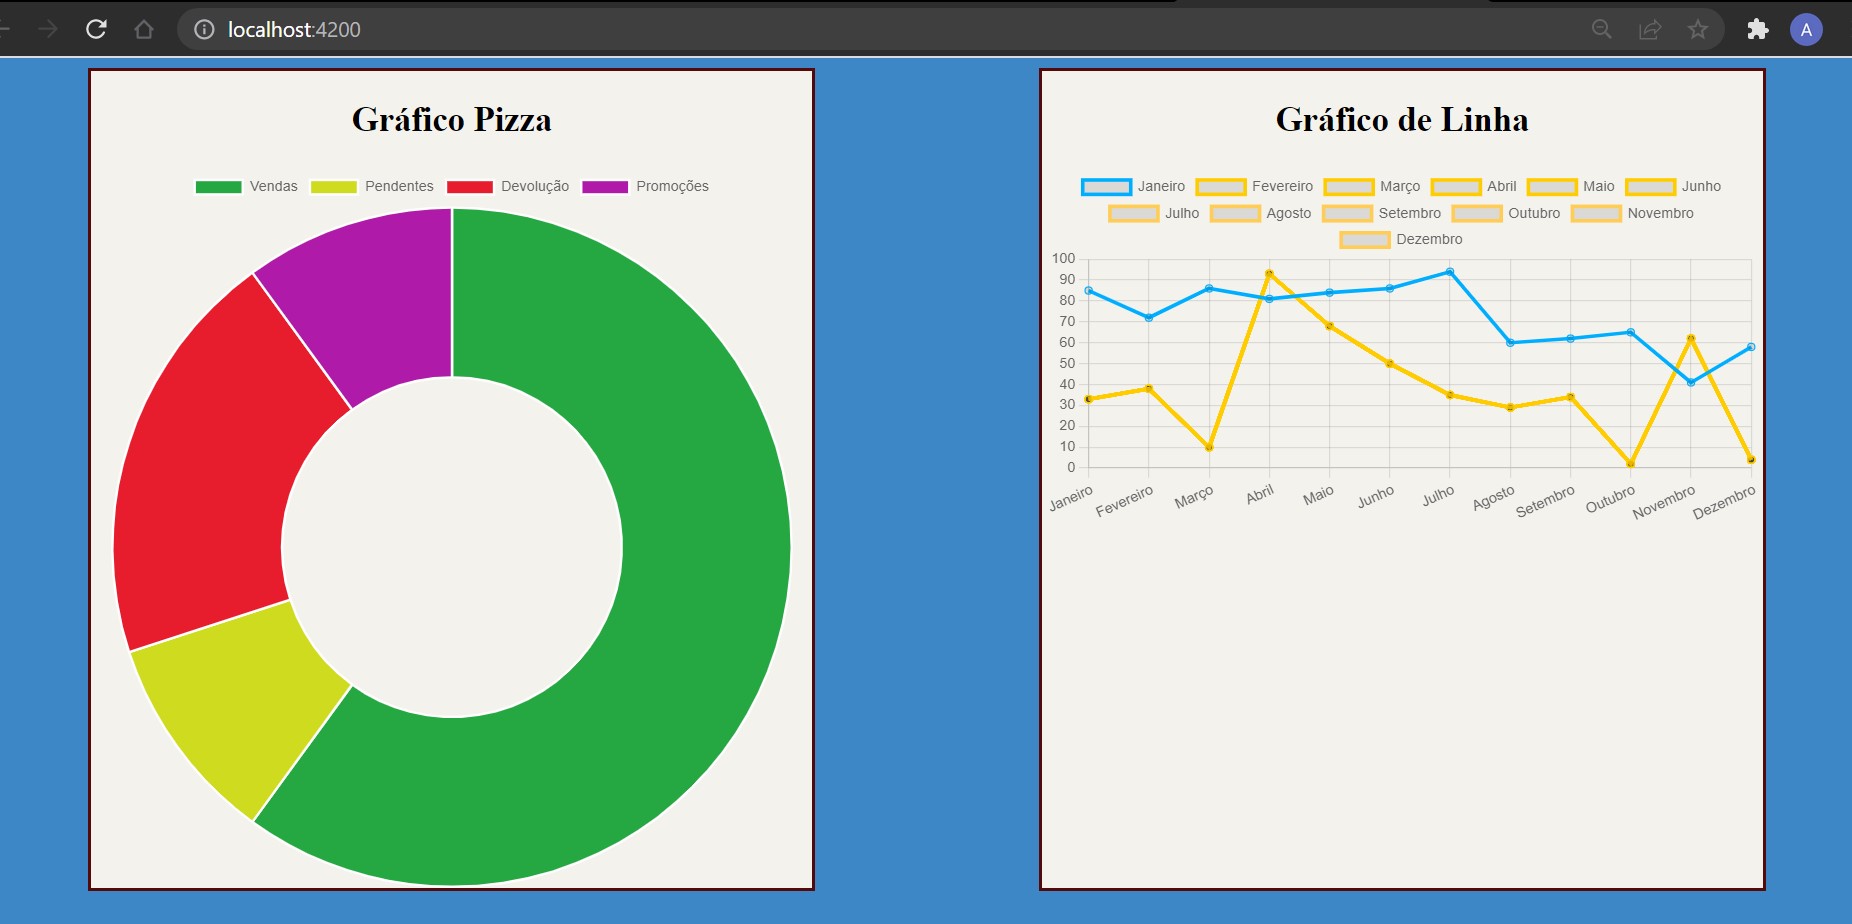 localhost:4200
A
Gráfico Pizza
Vendas Pendentes Devolução Promoções
Gráfico de Linha
Janeiro Fevereiro Março Abril Maio Junho
Julho Agosto Setembro Outubro Novembro
Dezembro
100
90
80
70
60
50
40
30
20
10
0
Janeiro Fevereiro Março Abril Maio Junho Julho Agosto Setembro Outubro Novembro Dezembro